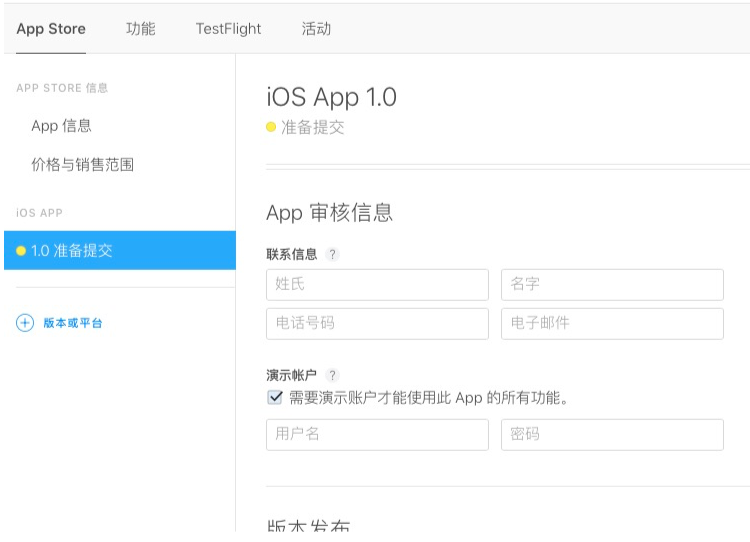 App Store 功能 TestFlight 活动
APP STORE 信息
App 信息
价格与销售范围
iOS APP
1.0 准备提交
版本或平台
iOS App 1.0
准备提交
App 审核信息
联系信息 ?
姓氏 名字
电话号码 电子邮件
演示帐户 ?
需要演示账户才能使用此 App 的所有功能。
用户名 密码
版本发布